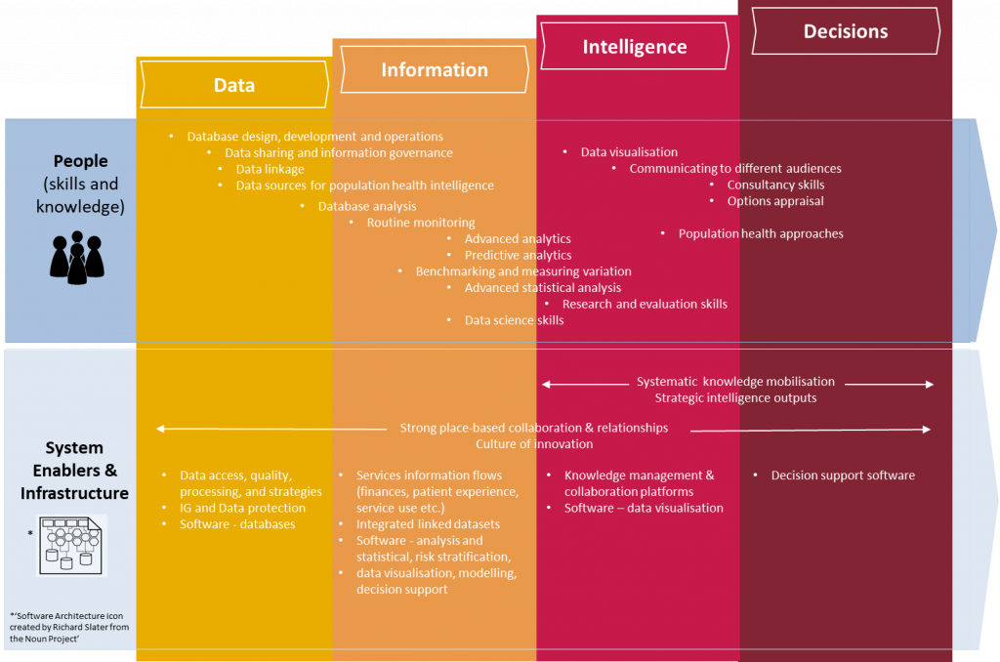 Data
Information
Intelligence
Decisions
People
(skills and
knowledge)
• Database design, development and operations
• Data sharing and information governance
• Data linkage
• Data sources for population health intelligence
• Database analysis
• Routine monitoring
• Advanced analytics
• Predictive analytics
• Benchmarking and measuring variation
• Advanced statistical analysis
• Research and evaluation skills
• Data science skills
• Data visualisation
• Communicating to different audiences
• Consultancy skills
• Options appraisal
• Population health approaches
System
Enablers &
Infrastructure
*
*'Software Architecture icon
created by Richard Slater from
the Noun Project'
Systematic knowledge mobilisation
Strategic intelligence outputs
Strong place-based collaboration & relationships
Culture of innovation
• Data access, quality,
processing, and strategies
• IG and Data protection
• Software - databases
• Services information flows
(finances, patient experience,
service use etc.)
• Integrated linked datasets
• Software - analysis and
statistical, risk stratification,
• data visualisation, modelling,
decision support
• Knowledge management &
collaboration platforms
• Software – data visualisation
• Decision support software